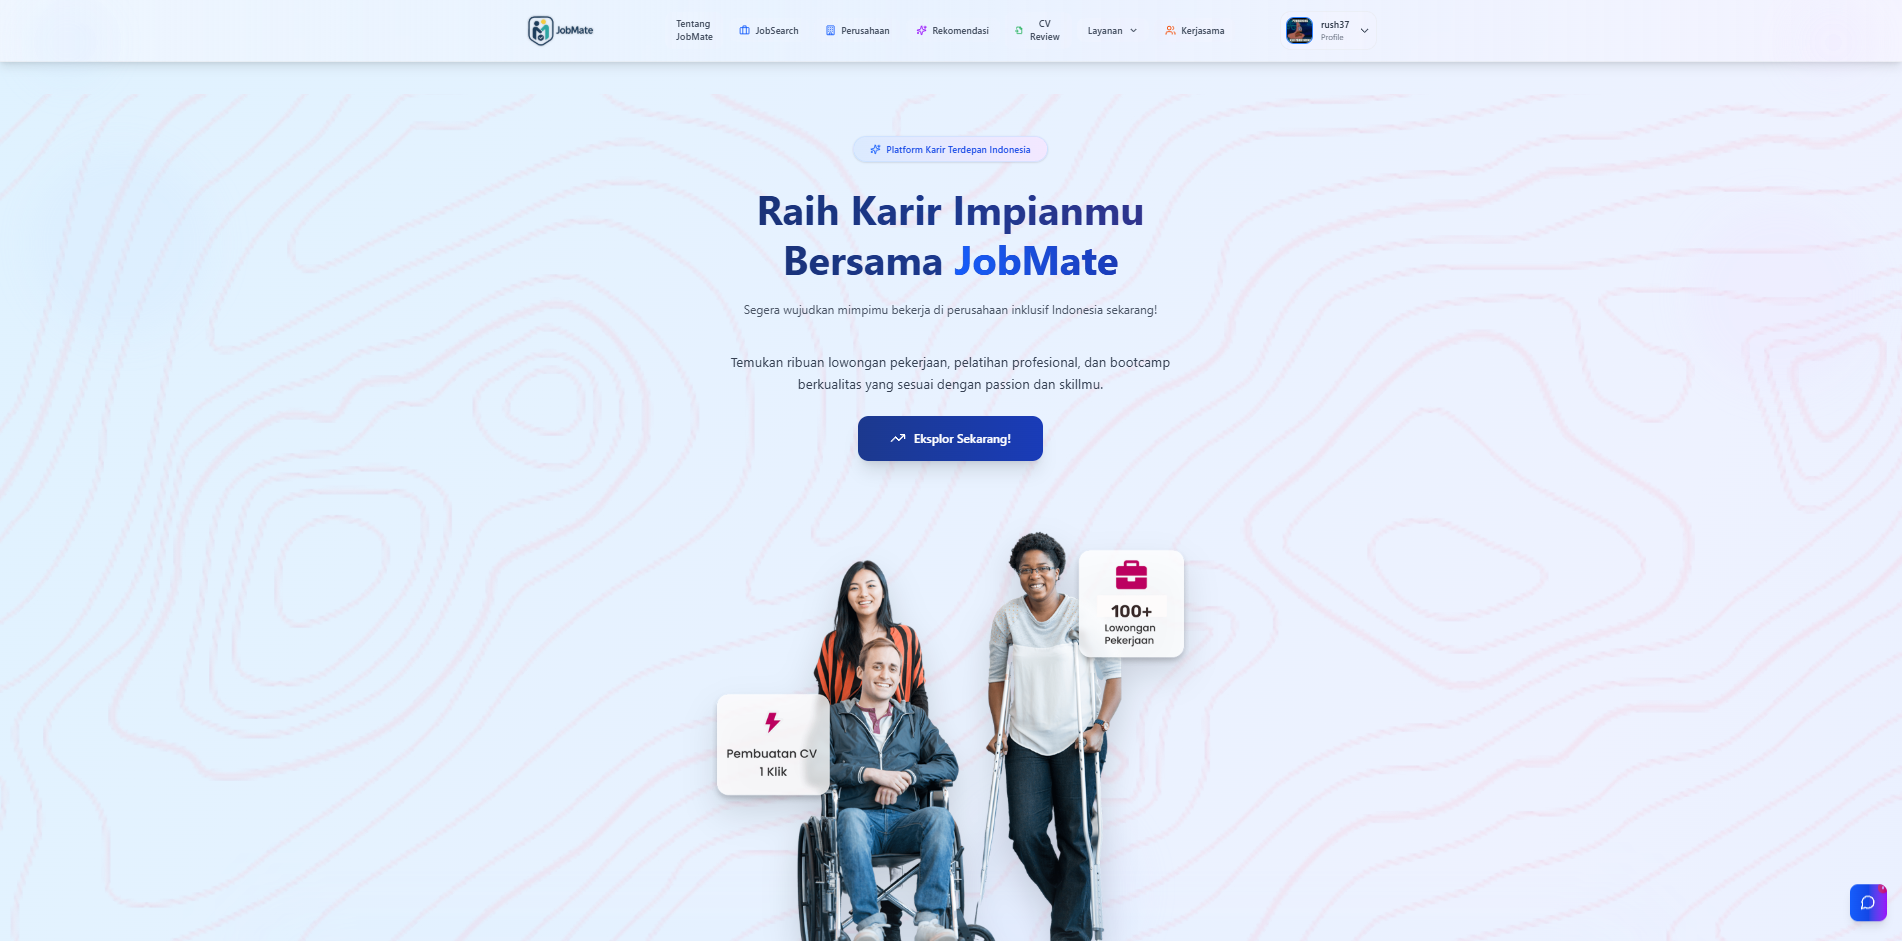 JobMate
Tentang
JobMate
JobSearch
Perusahaan
Rekomendasi
CV
Review
Layanan
Kerjasama
rush37
Profile
Platform Karir Terdepan Indonesia
Raih Karir Impianmu
Bersama JobMate
Segera wujudkan mimpimu bekerja di perusahaan inklusif Indonesia sekarang!
Temukan ribuan lowongan pekerjaan, pelatihan profesional, dan bootcamp
berkualitas yang sesuai dengan passion dan skillmu.
Eksplor Sekarang!
100+
Lowongan
Pekerjaan
Pembuatan CV
1 Klik